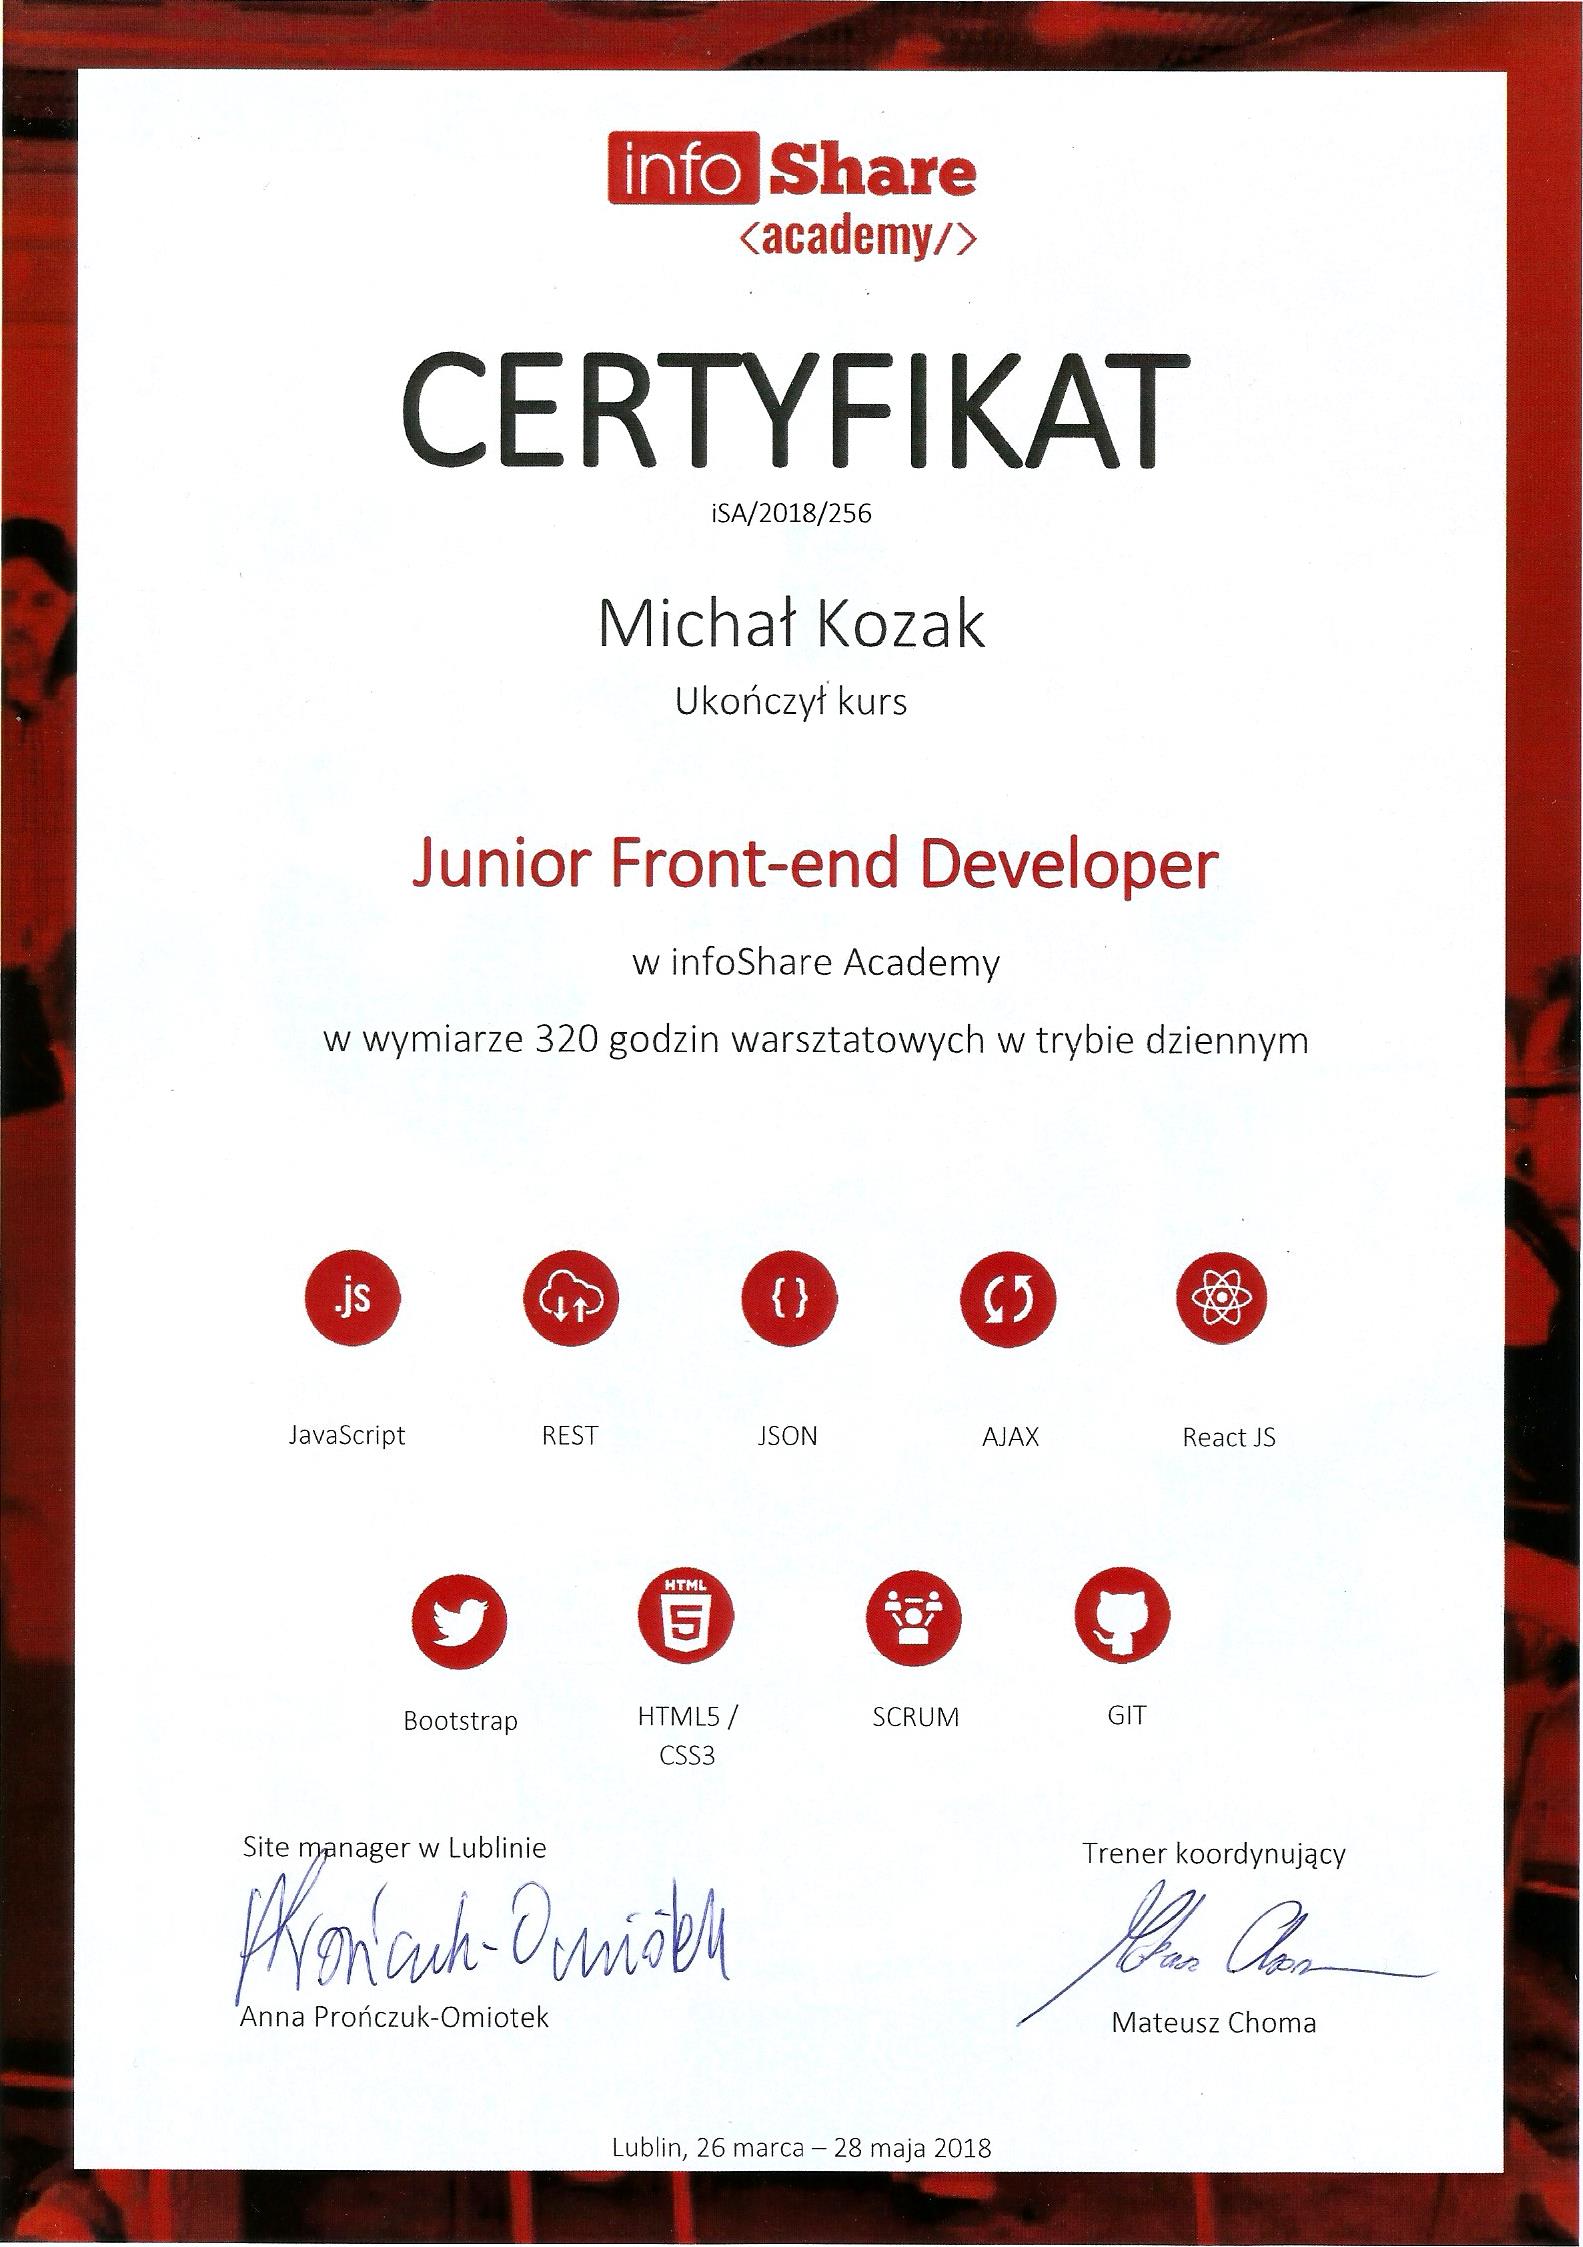 info Share
<academy/>
CERTYFIKAT
iSA/2018/256
Michał Kozak
Ukończył kurs
Junior Front-end Developer
w infoShare Academy
w wymiarze 320 godzin warsztatowych w trybie dziennym
.js
{}
JavaScript REST JSON AJAX React JS
HTML
5
Bootstrap HTML5 / SCRUM GIT
CSS3
Site manager w Lublinie Trener koordynujący
Prończuk-Omiotek
Anna Prończuk-Omiotek Mateusz Choma
Lublin, 26 marca – 28 maja 2018